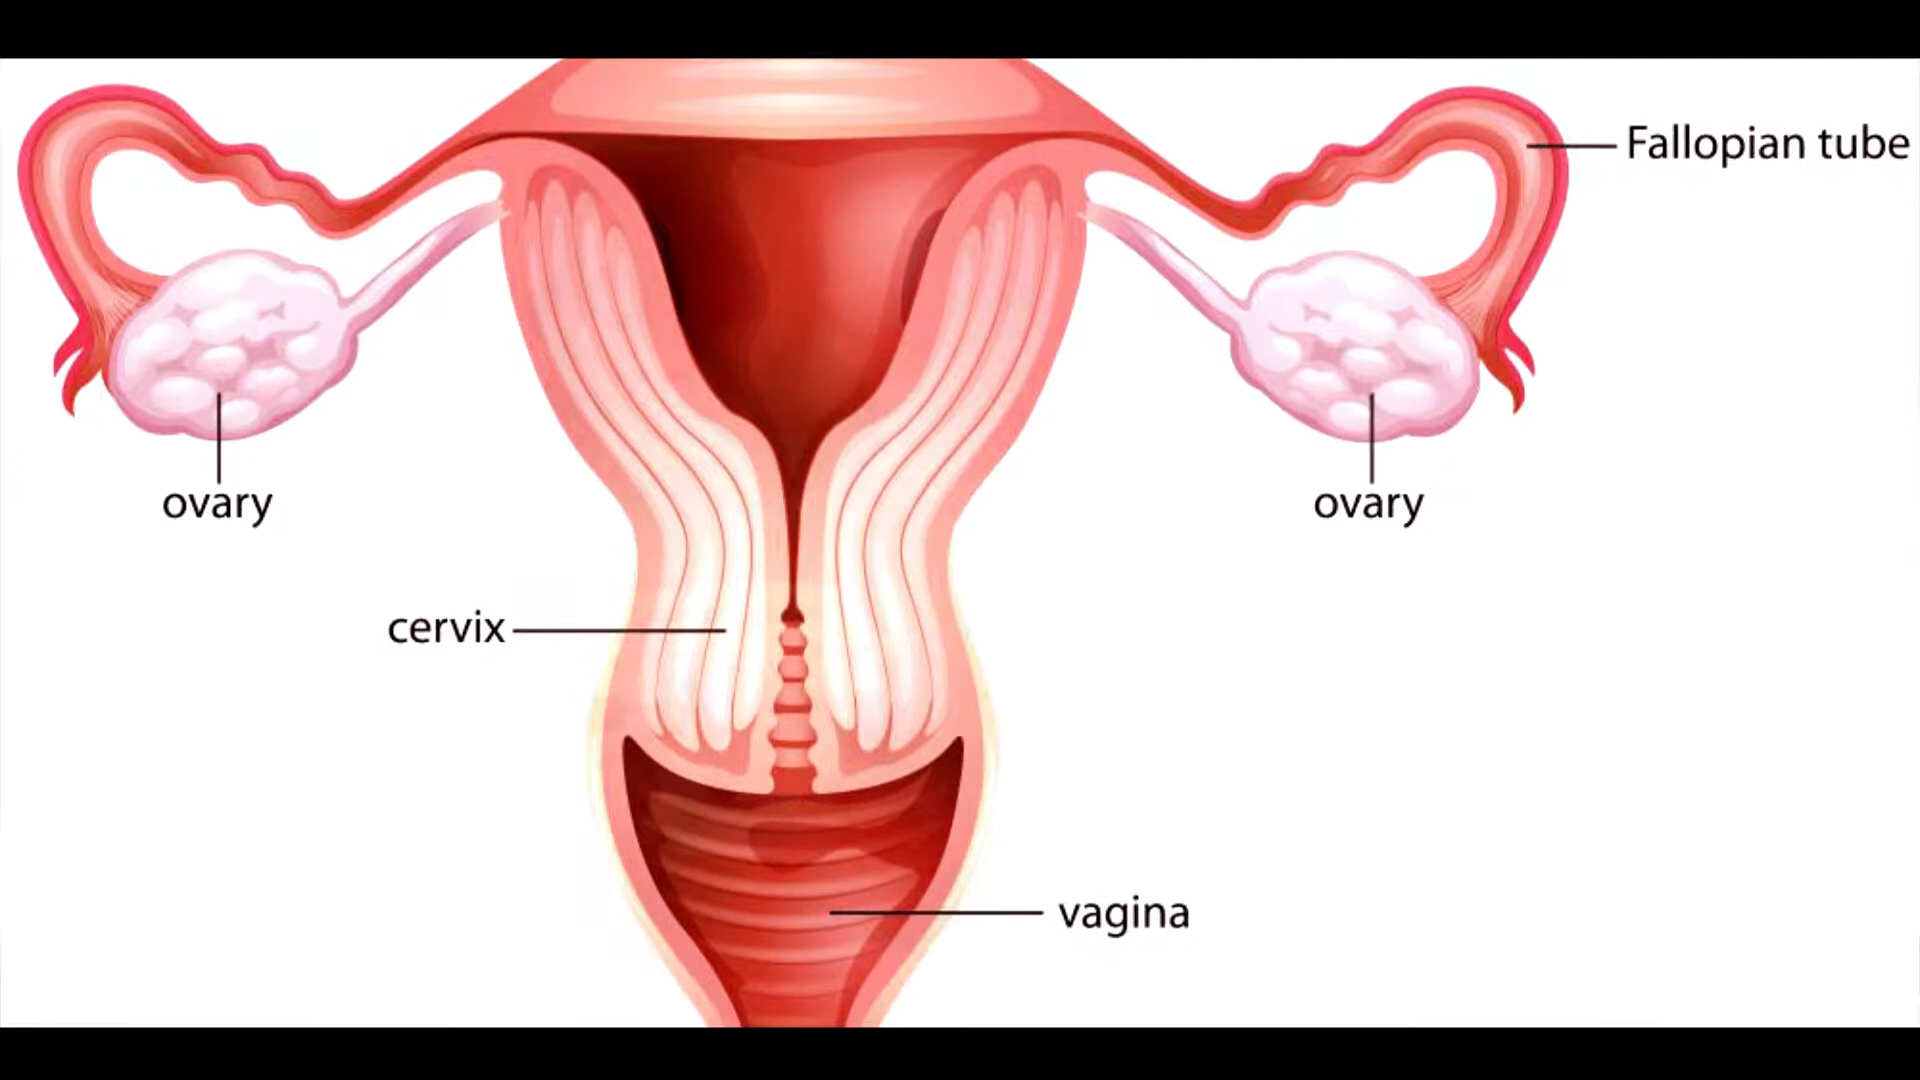 Fallopian tube
ovary
ovary
cervix
vagina